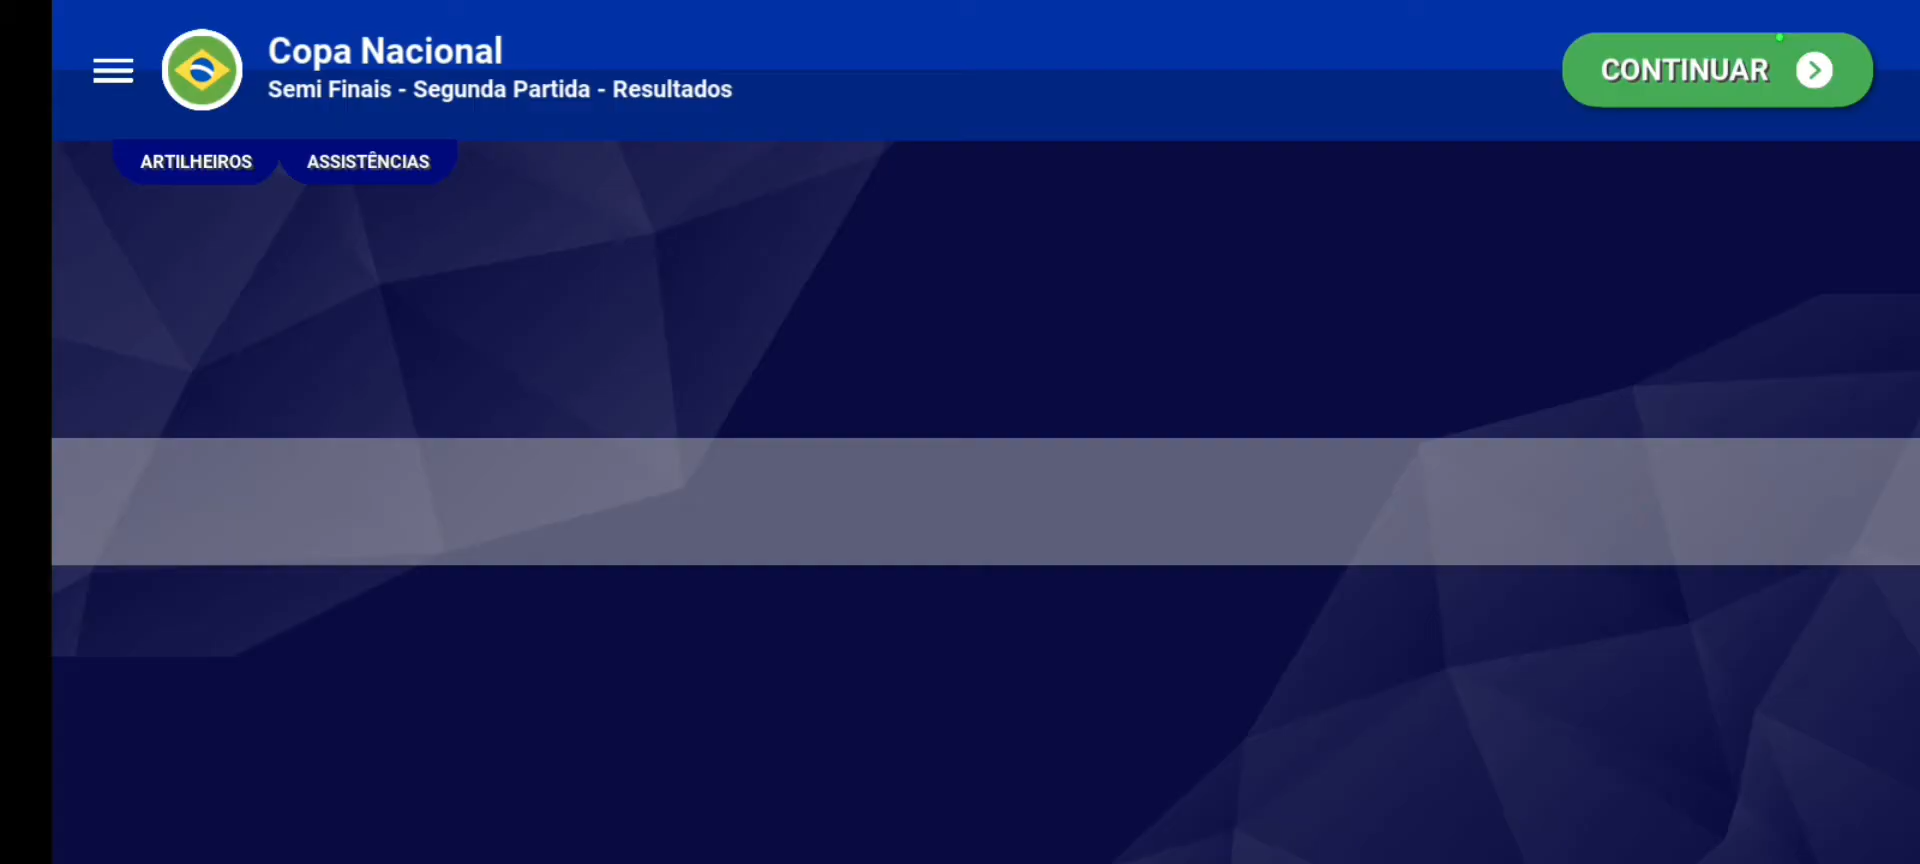 Copa Nacional
Semi Finais - Segunda Partida - Resultados
CONTINUAR
ARTILHEIROS
ASSISTÊNCIAS